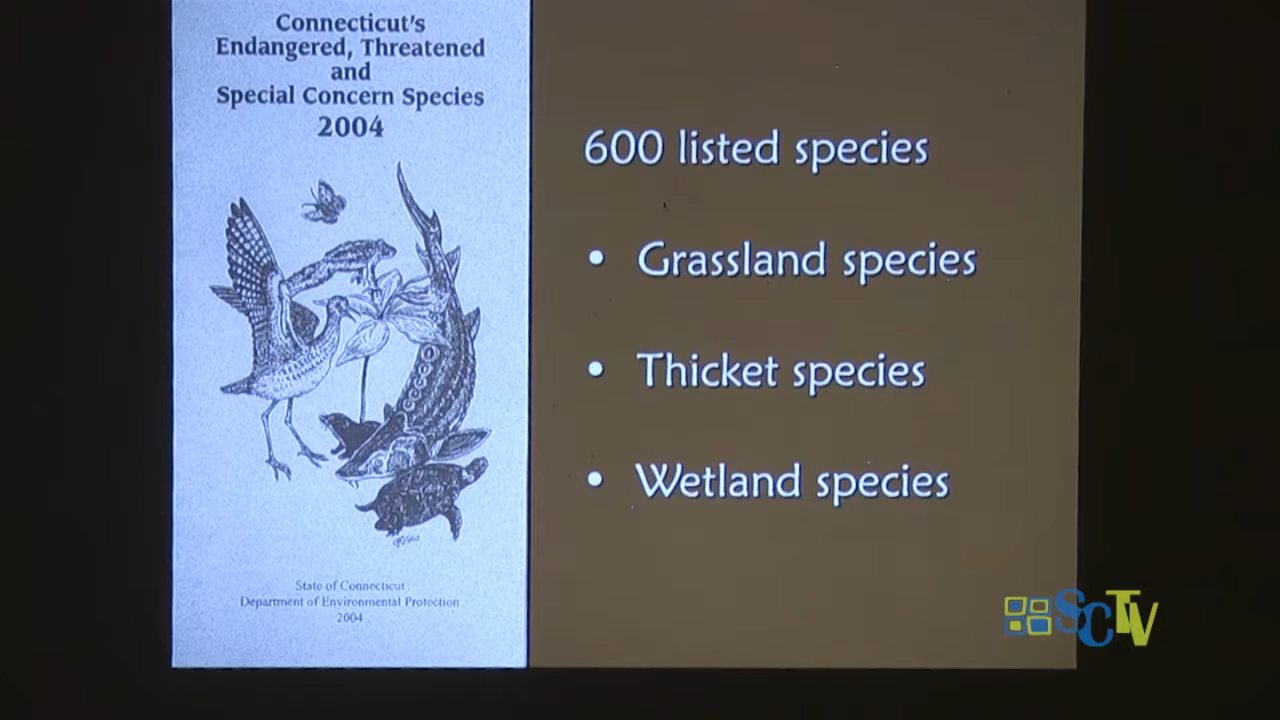 Connecticut's
Endangered, Threatened
and
Special Concern Species
2004
State of Connecticut
Department of Environmental Protection
2004
600 listed species
• Grassland species
• Thicket species
• Wetland species
SCTV